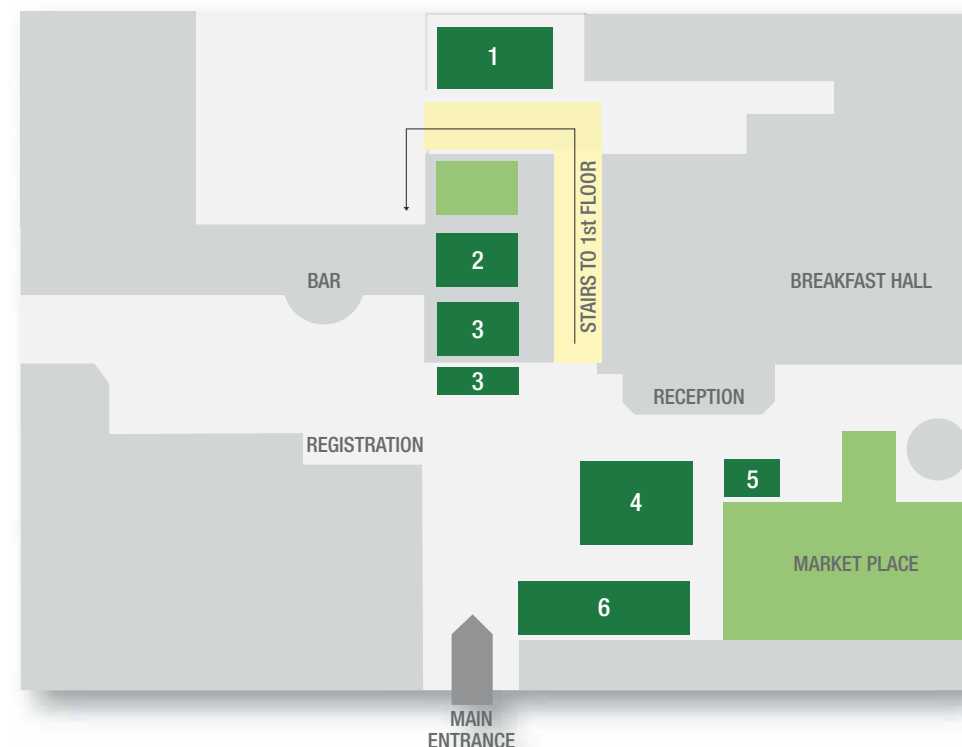 1
STAIRS TO 1st FLOOR
2
BAR
BREAKFAST HALL
3
3
RECEPTION
REGISTRATION
4
5
MARKET PLACE
6
MAIN
ENTRANCE